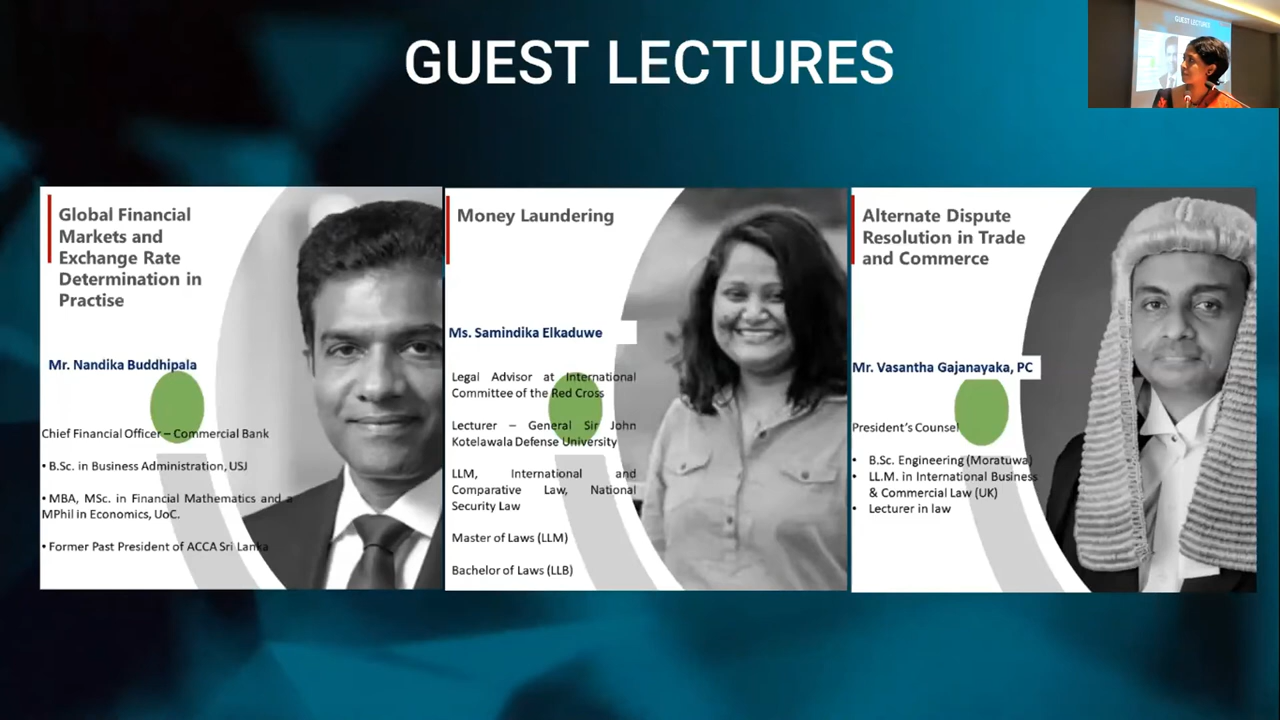 GUEST LECTURES
GUEST LECTURES
Global Financial
Markets and
Exchange Rate
Determination in
Practise
Mr. Nandika Buddhipala
Chief Financial Officer – Commercial Bank
• B.Sc. in Business Administration, USJ
• MBA, MSc. in Financial Mathematics and a
MPhil in Economics, UoC.
• Former Past President of ACCA Sri Lanka
Money Laundering
Ms. Samindika Elkaduwe
Legal Advisor at International
Committee of the Red Cross
Lecturer – General Sir John
Kotelawala Defense University
LLM, International and
Comparative Law, National
Security Law
Master of Laws (LLM)
Bachelor of Laws (LLB)
Alternate Dispute
Resolution in Trade
and Commerce
Mr. Vasantha Gajanayaka, PC
President's Counsel
• B.Sc. Engineering (Moratuwa)
• LL.M. in International Business
& Commercial Law (UK)
• Lecturer in law